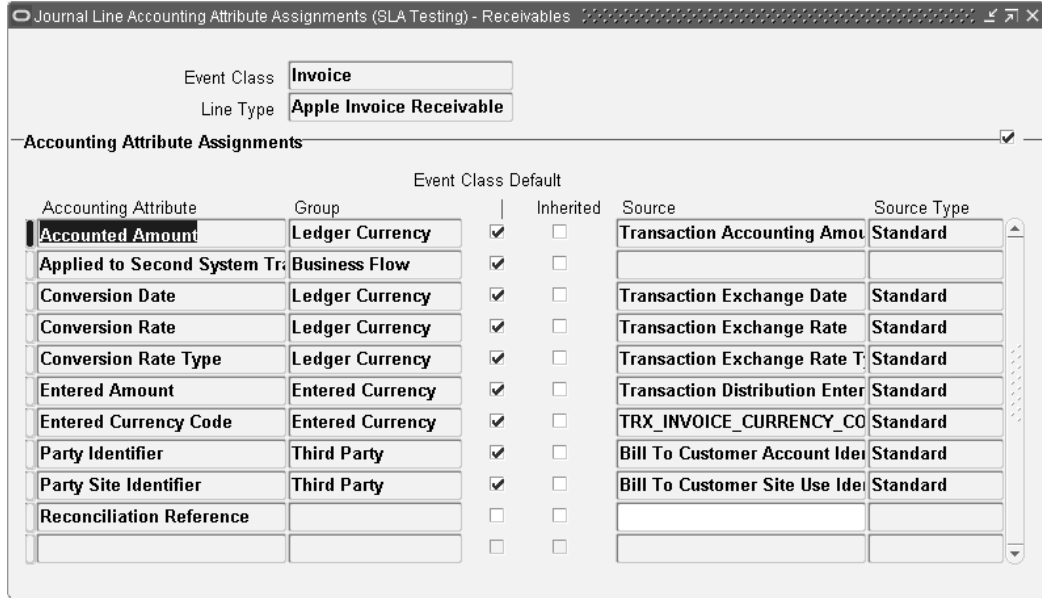 Journal Line Accounting Attribute Assignments (SLA Testing) - Receivables
Event Class Invoice
Line Type Apple Invoice Receivable
Accounting Attribute Assignments
Event Class Default
Accounting Attribute Group Inherited Source Source Type
Accounted Amount Ledger Currency Transaction Accounting Amou Standard
Applied to Second System Tra Business Flow
Conversion Date Ledger Currency Transaction Exchange Date Standard
Conversion Rate Ledger Currency Transaction Exchange Rate Standard
Conversion Rate Type Ledger Currency Transaction Exchange Rate T Standard
Entered Amount Entered Currency Transaction Distribution Enter Standard
Entered Currency Code Entered Currency TRX_INVOICE_CURRENCY_CO Standard
Party Identifier Third Party Bill To Customer Account Iden Standard
Party Site Identifier Third Party Bill To Customer Site Use Ide Standard
Reconciliation Reference